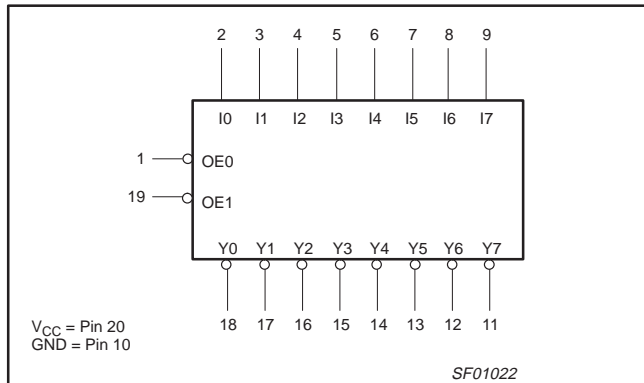 2 3 4 5 6 7 8 9
I0 I1 I2 I3 I4 I5 I6 I7
1 OE0
19 OE1
Y0 Y1 Y2 Y3 Y4 Y5 Y6 Y7
18 17 16 15 14 13 12 11
VCC = Pin 20
GND = Pin 10
SF01022